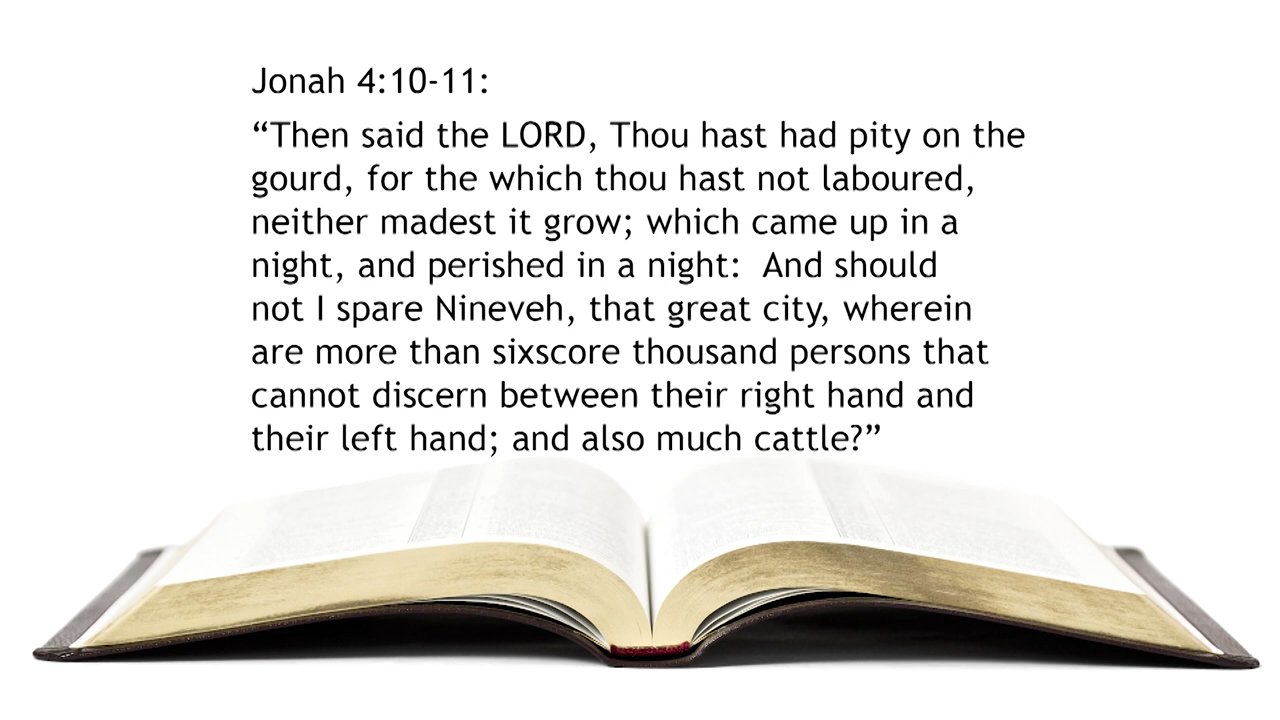 Jonah 4:10-11:
“Then said the LORD, Thou hast had pity on the
gourd, for the which thou hast not laboured,
neither madest it grow; which came up in a
night, and perished in a night:  And should
not I spare Nineveh, that great city, wherein
are more than sixscore thousand persons that
cannot discern between their right hand and
their left hand; and also much cattle?”